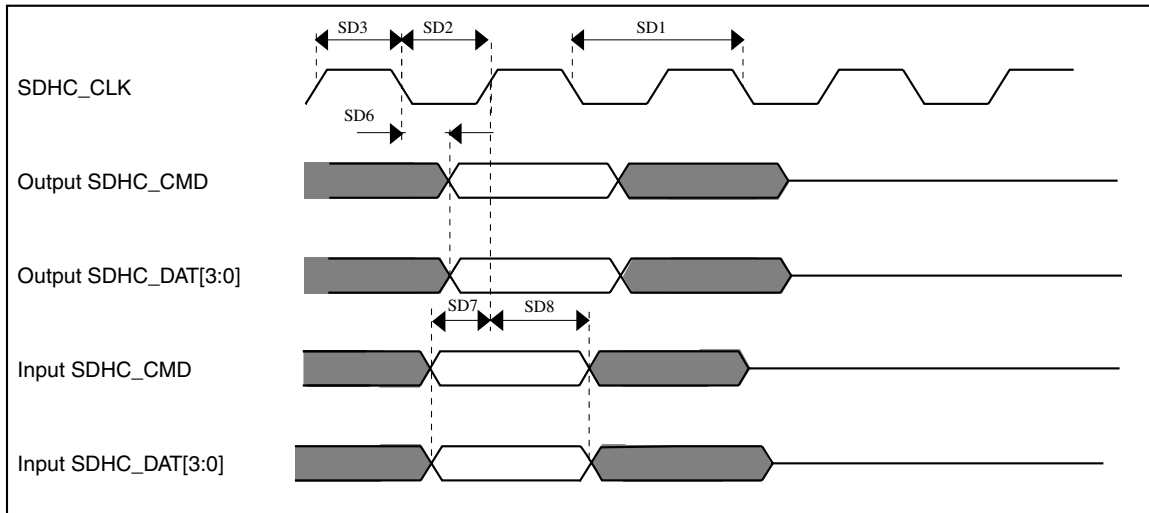 SD3 SD2 SD1
SDHC_CLK
SD6
Output SDHC_CMD
Output SDHC_DAT[3:0]
SD7 SD8
Input SDHC_CMD
Input SDHC_DAT[3:0]